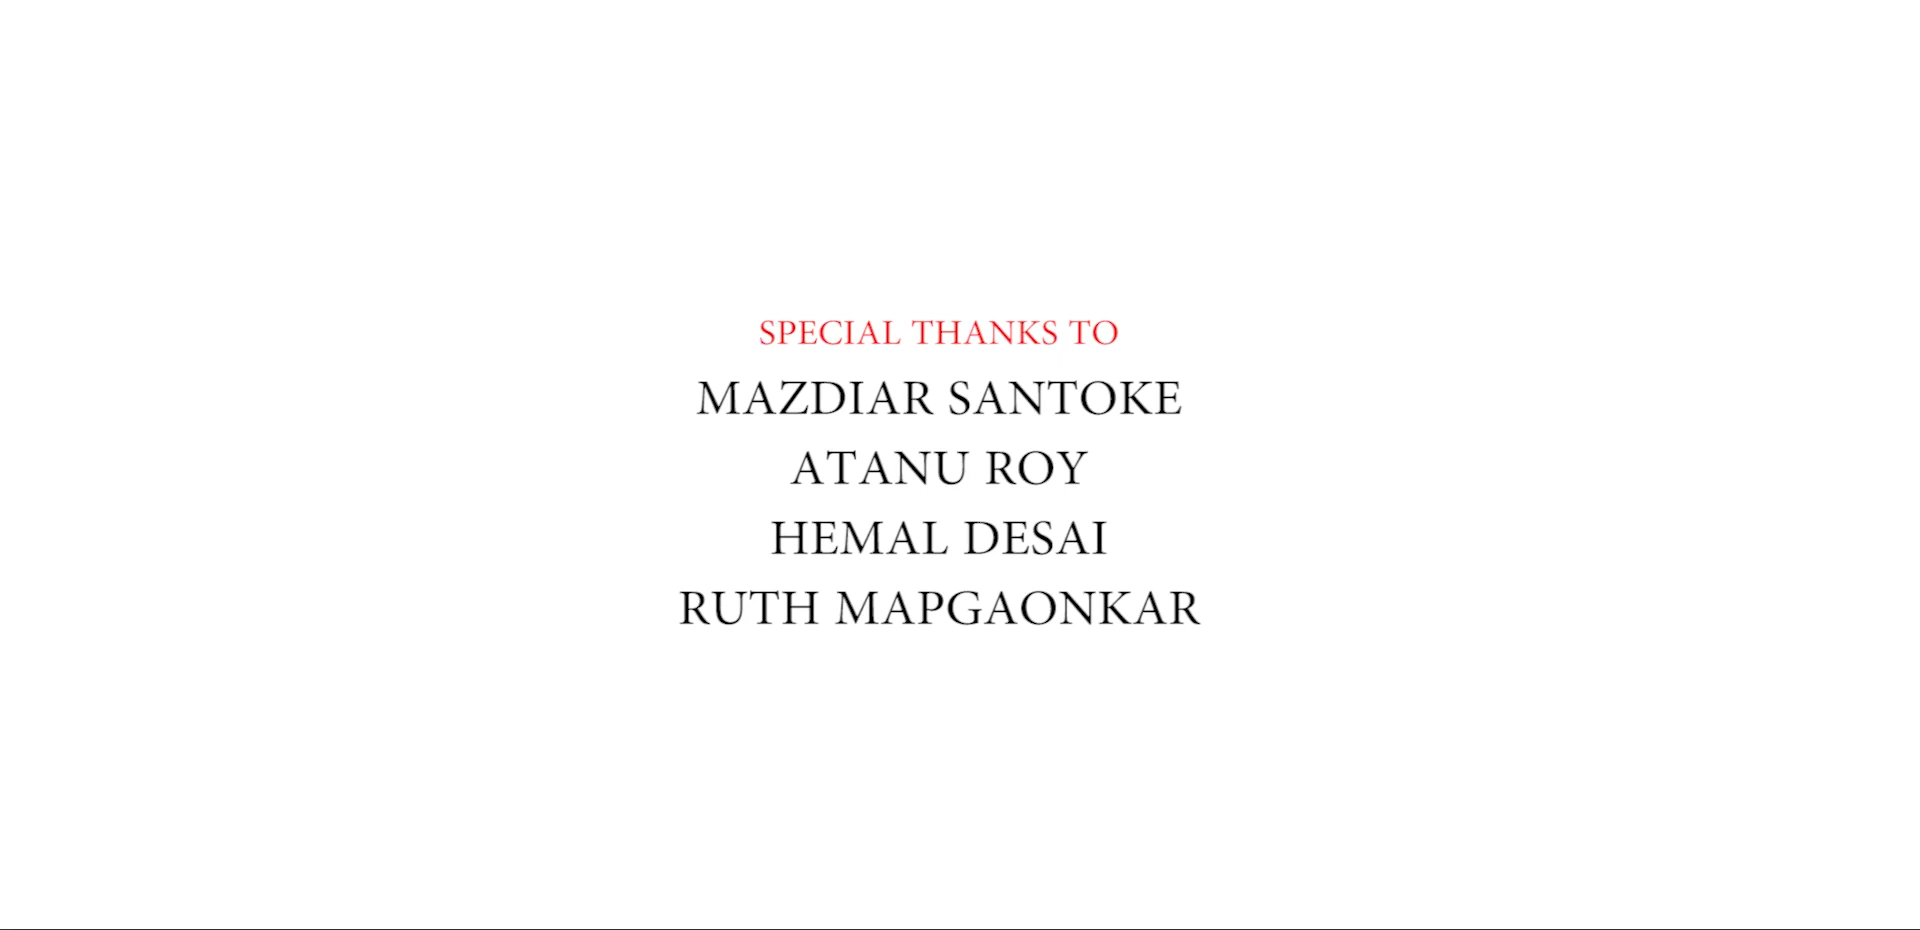 SPECIAL THANKS TO
MAZDIAR SANTOKE
ATANU ROY
HEMAL DESAI
RUTH MAPGAONKAR